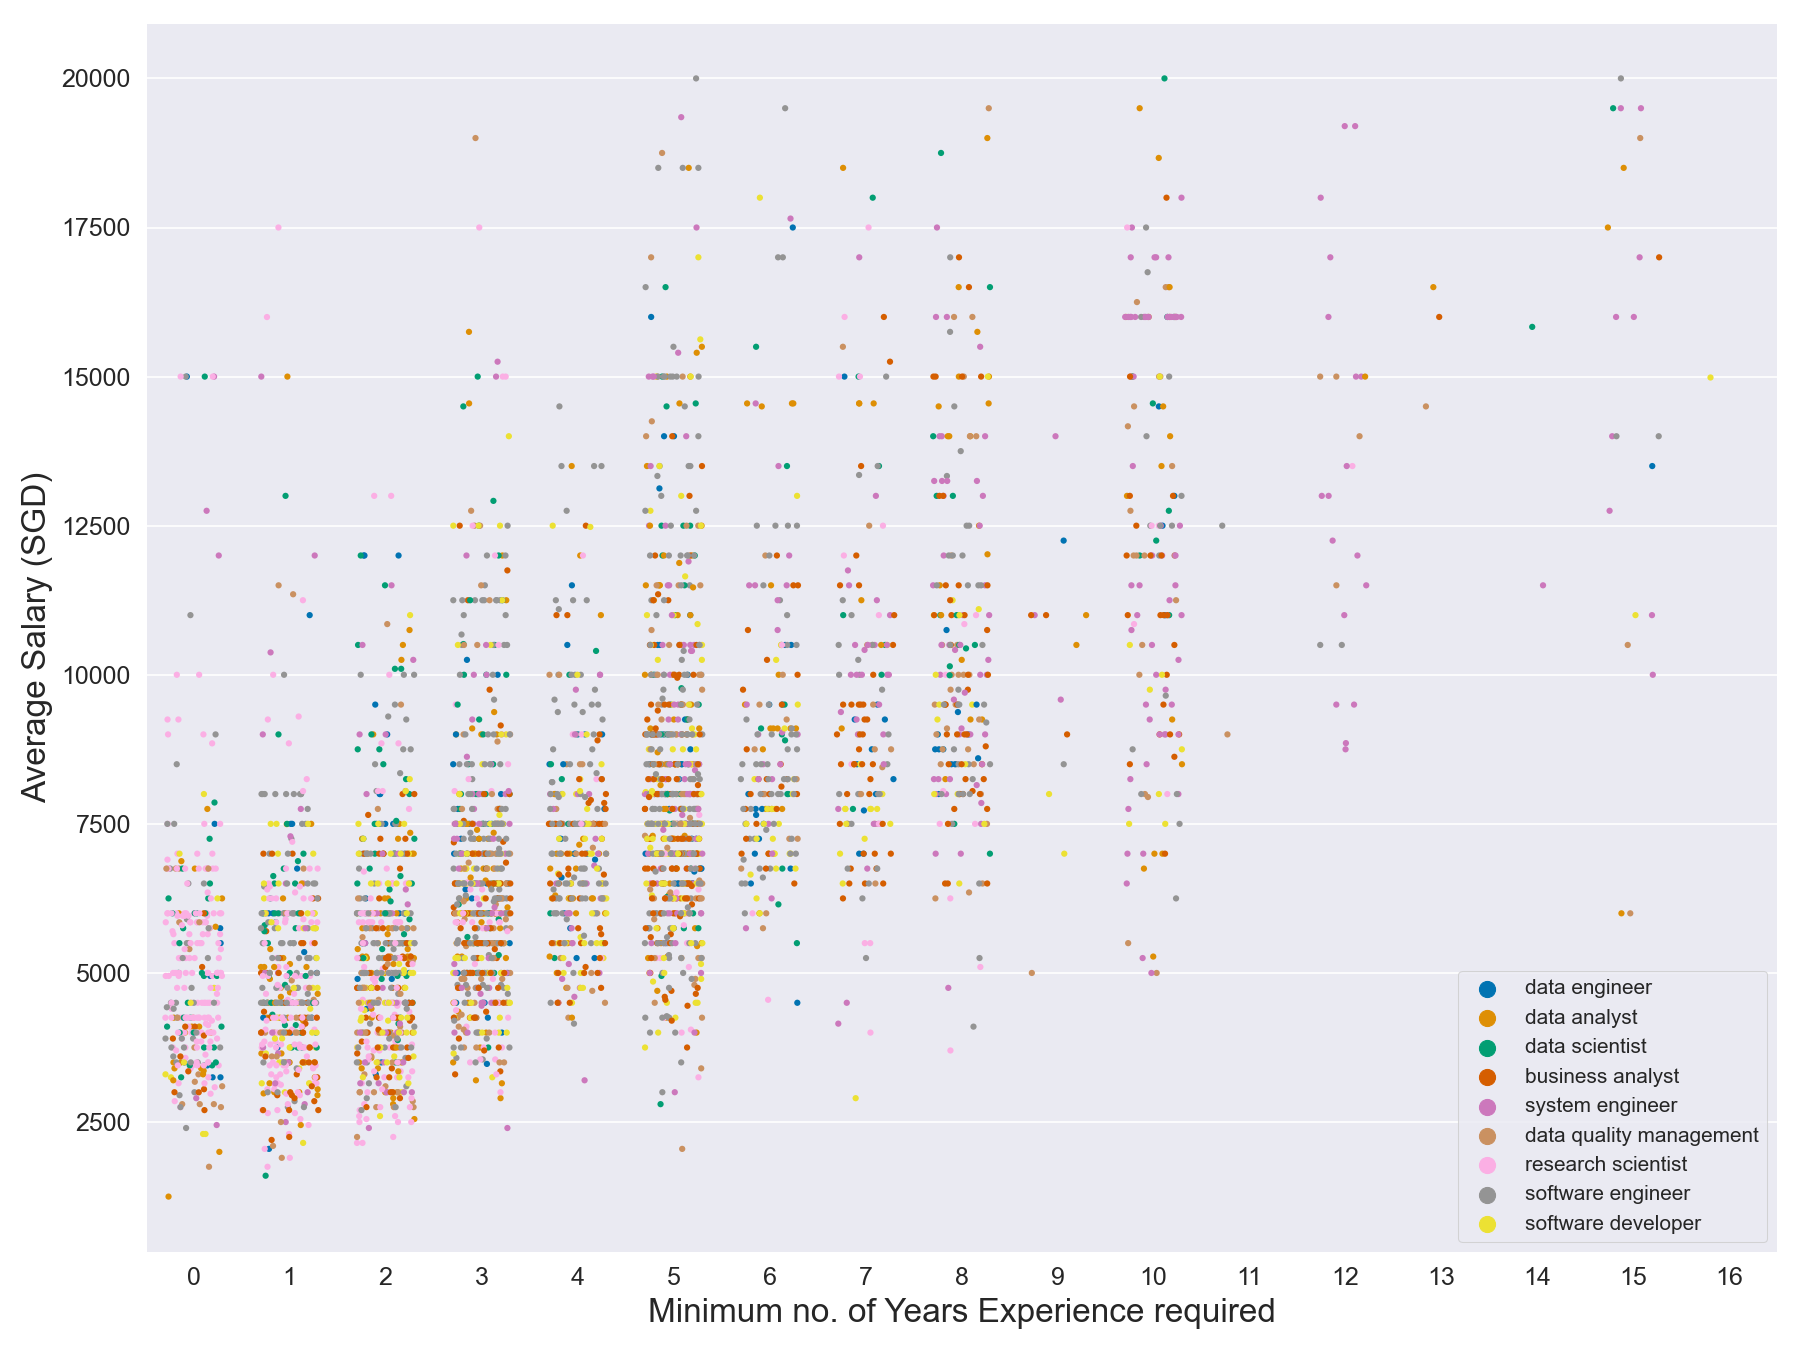 20000
17500
15000
12500
10000
7500
5000
2500
Average Salary (SGD)
data engineer
data analyst
data scientist
business analyst
system engineer
data quality management
research scientist
software engineer
software developer
0 1 2 3 4 5 6 7 8 9 10 11 12 13 14 15 16
Minimum no. of Years Experience required